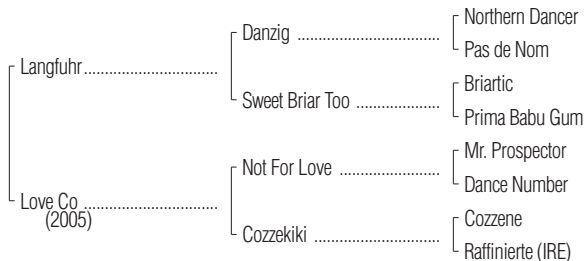 Northern Dancer
Danzig ..............................
Pas de Nom
Langfuhr............................
Briartic
Sweet Briar Too .................
Prima Babu Gum
Mr. Prospector
Not For Love .....................
Dance Number
Love Co ............................
(2005)
Cozzene
Cozzekiki ..........................
Raffinierte (IRE)